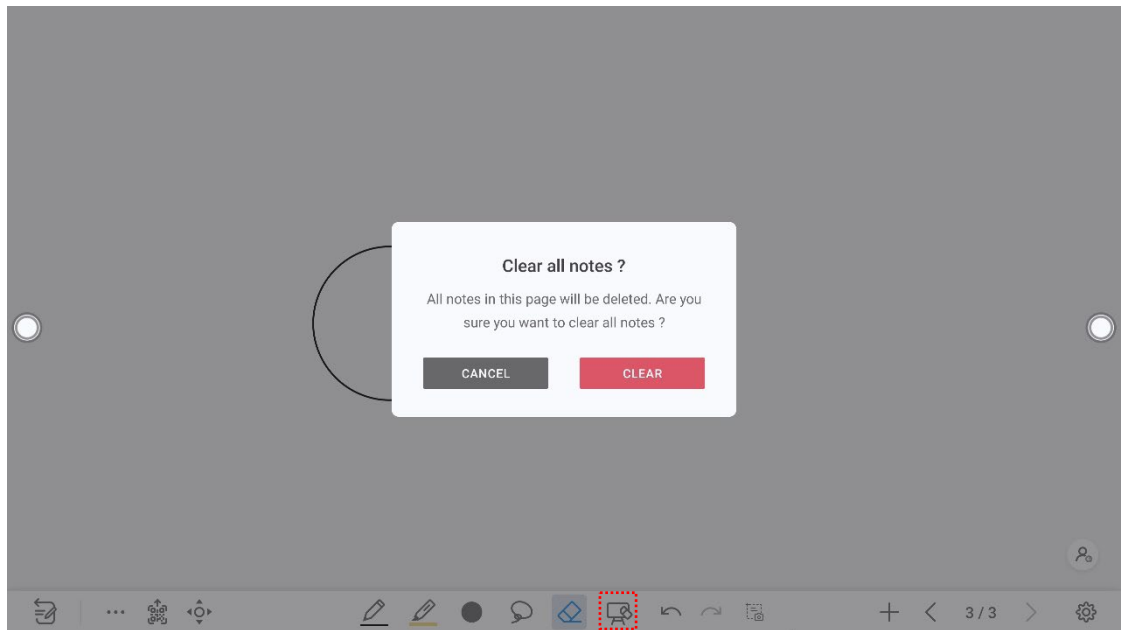 Clear all notes ?
All notes in this page will be deleted. Are you
sure you want to clear all notes ?
CANCEL
CLEAR
3 / 3